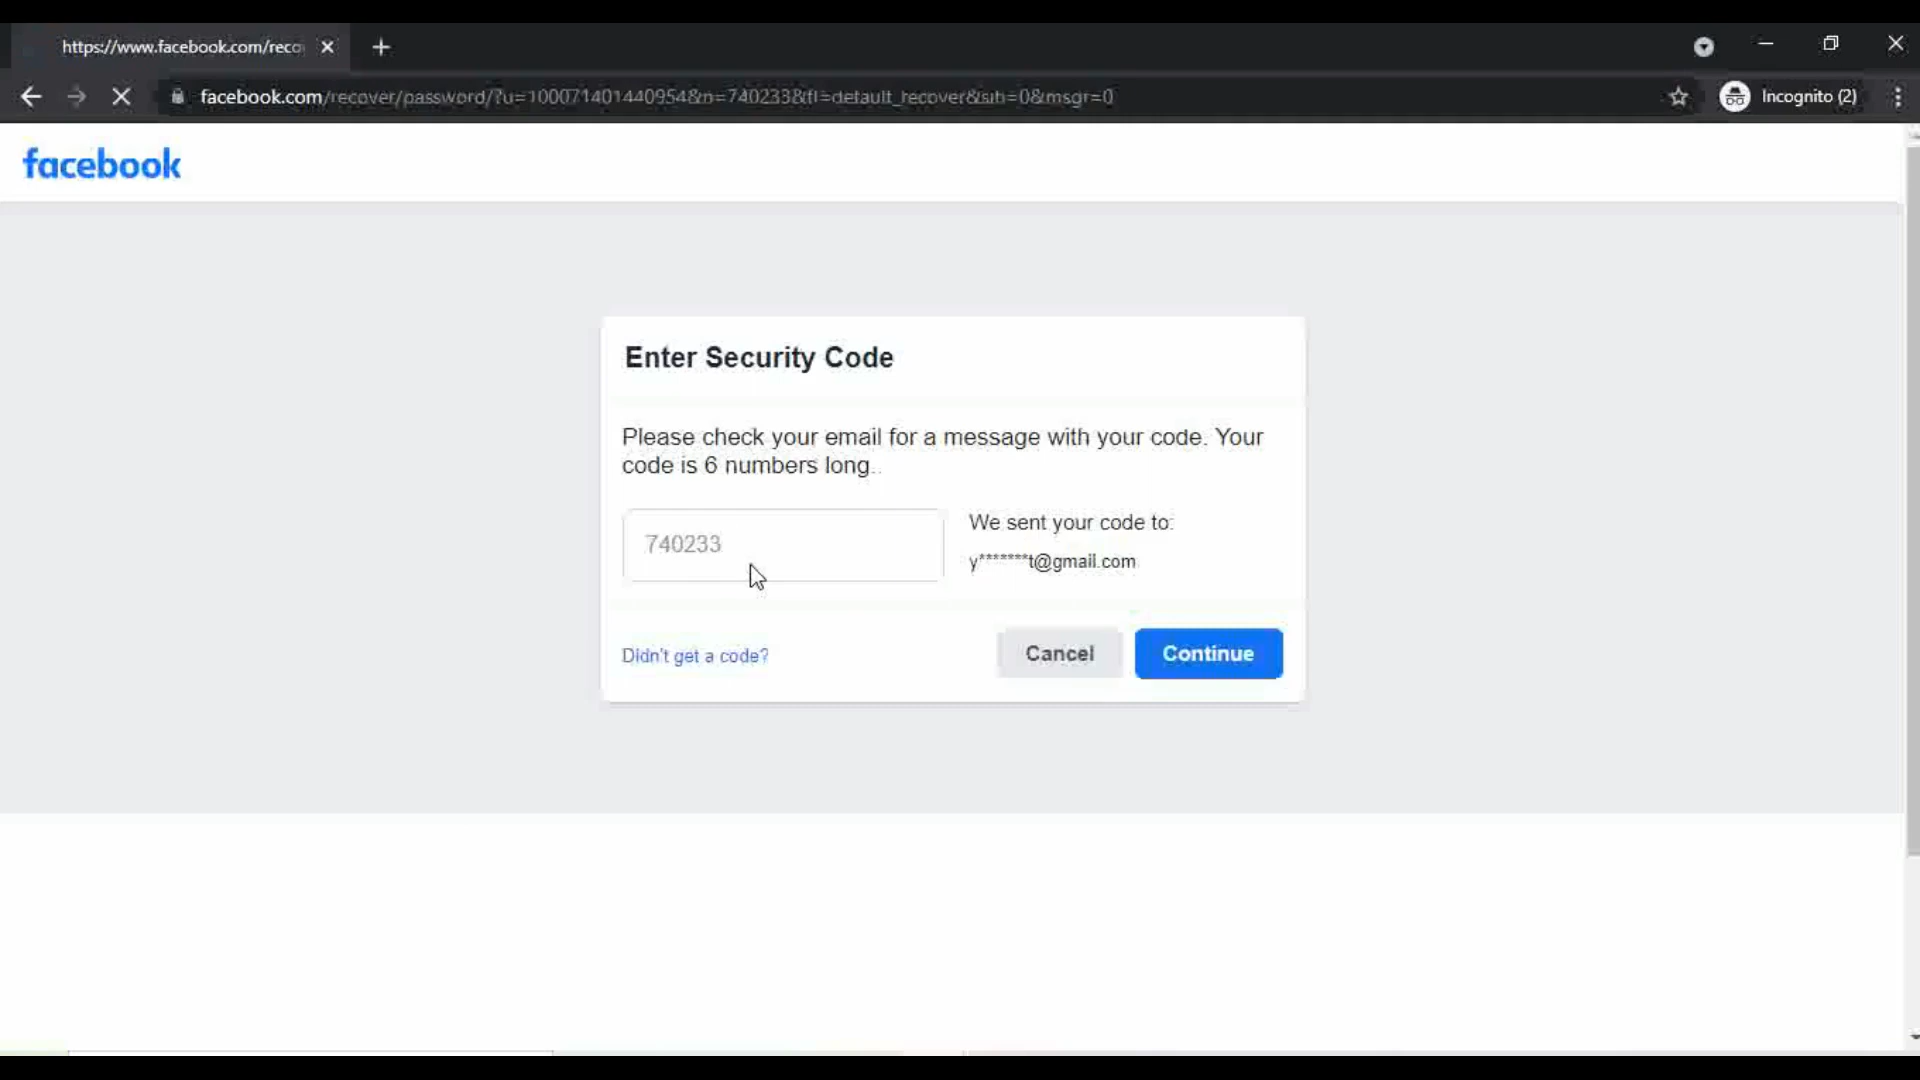 https://www.facebook.com/reco
facebook.com/recover/password/?u=100071401440954&n=740233&fl=default_recover&sih=0&msgr=0
Incognito (2)
facebook
Enter Security Code
Please check your email for a message with your code. Your
code is 6 numbers long.
740233
We sent your code to:
y*******t@gmail.com
Didn't get a code?
Cancel
Continue